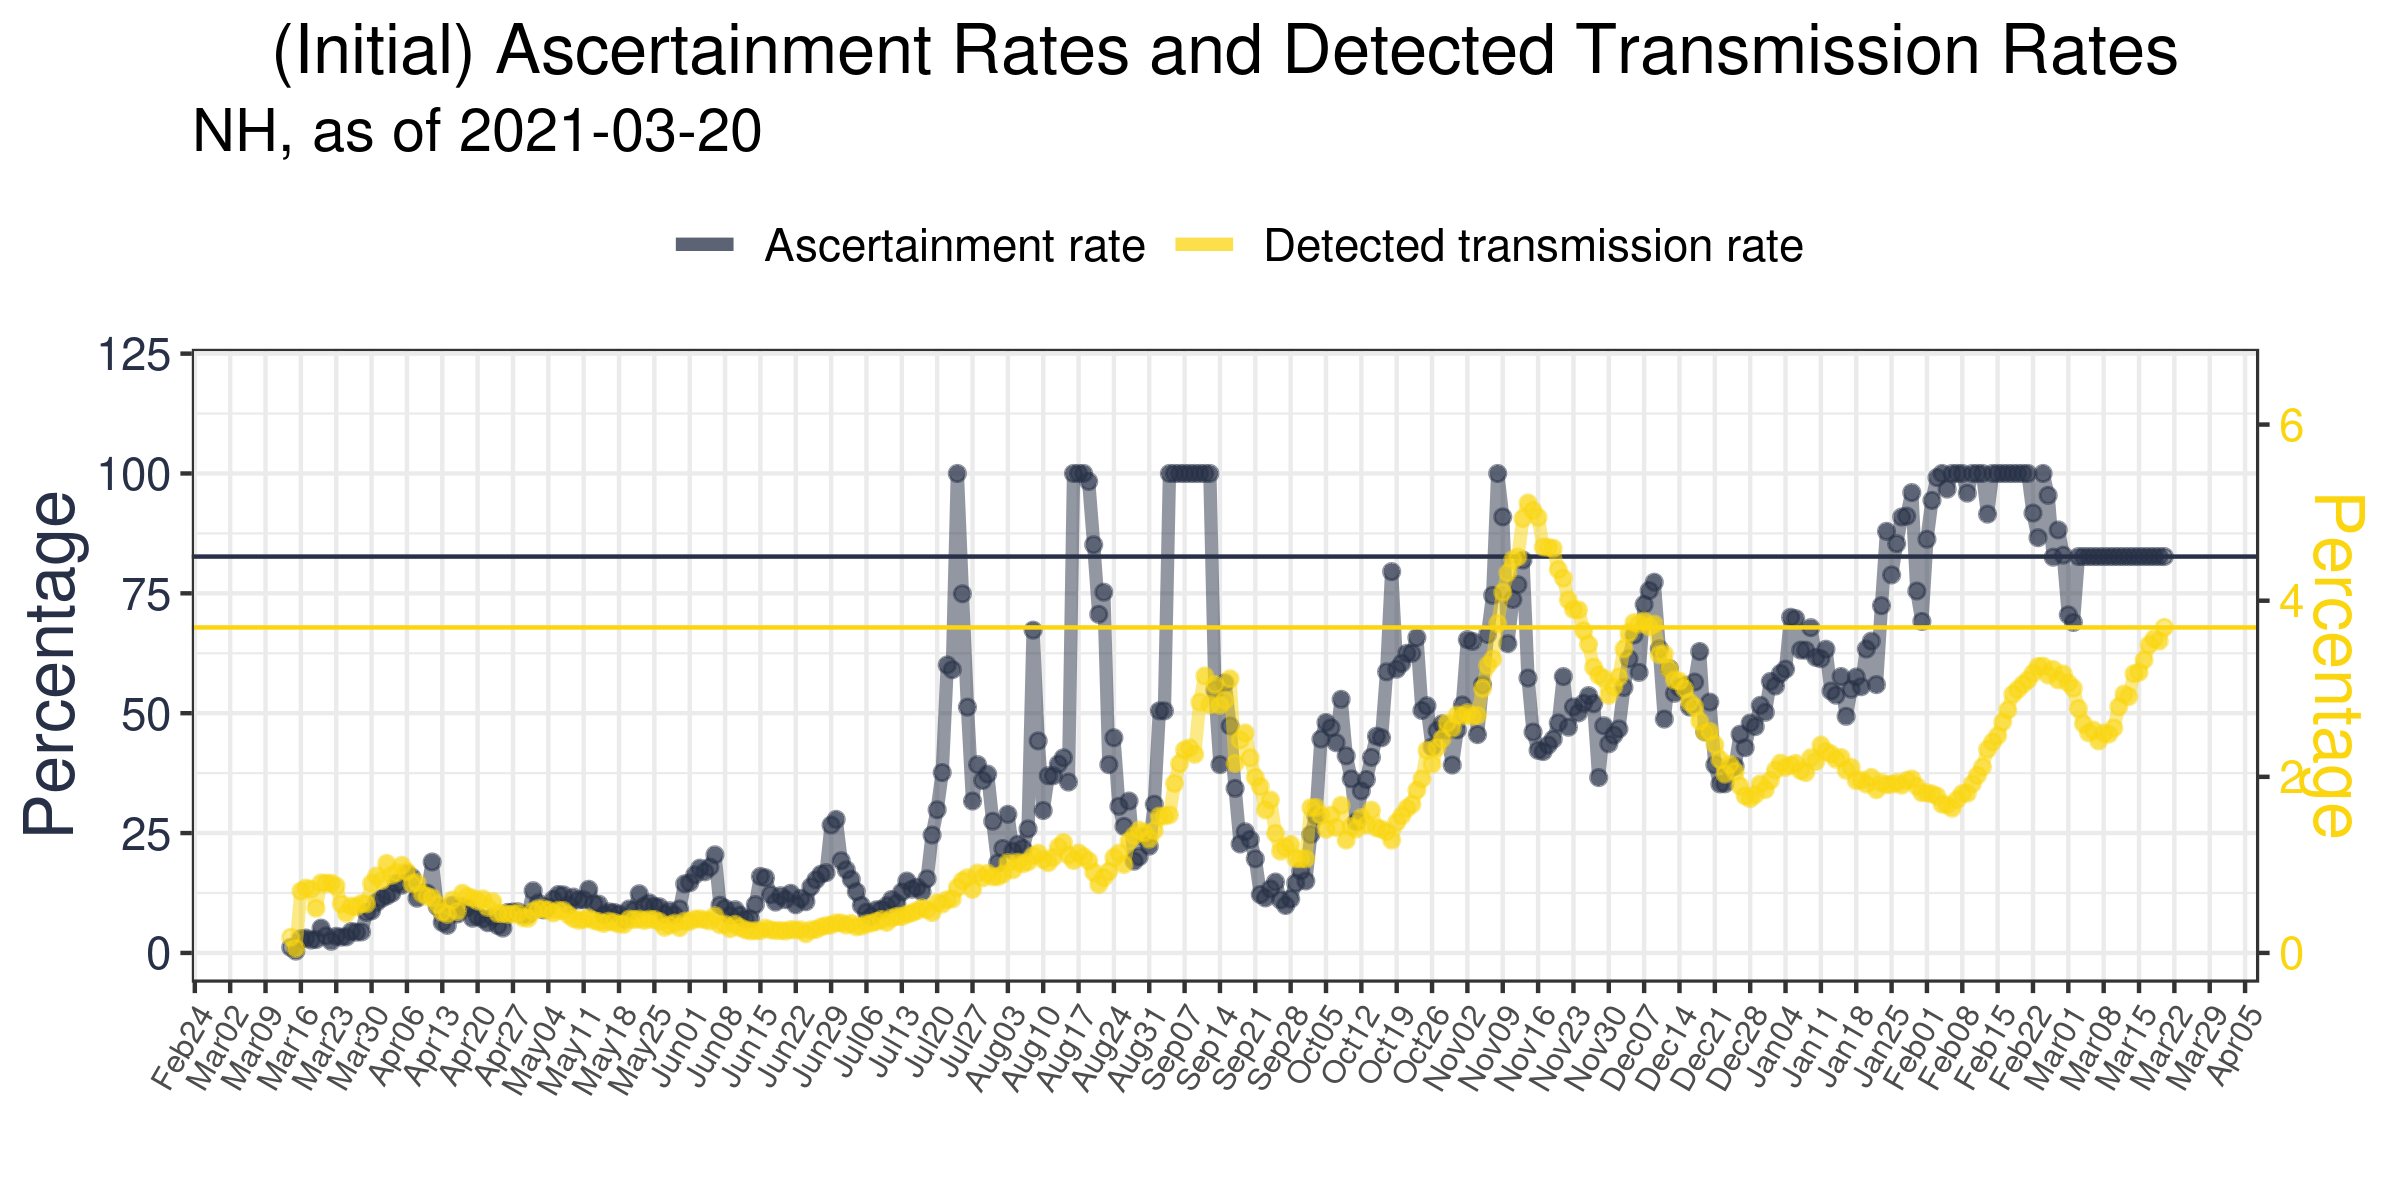 (Initial) Ascertainment Rates and Detected Transmission Rates
NH, as of 2021-03-20
Ascertainment rate
Detected transmission rate
Percentage
125
100
75
50
25
0
6
4
2
0
Percentage
Feb24
Mar02
Mar09
Mar16
Mar23
Mar30
Apr06
Apr13
Apr20
Apr27
May04
May11
May18
May25
Jun01
Jun08
Jun15
Jun22
Jun29
Jul06
Jul13
Jul20
Jul27
Aug03
Aug10
Aug17
Aug24
Aug31
Sep07
Sep14
Sep21
Sep28
Oct05
Oct12
Oct19
Oct26
Nov02
Nov09
Nov16
Nov23
Nov30
Dec07
Dec14
Dec21
Dec28
Jan04
Jan11
Jan18
Jan25
Feb01
Feb08
Feb15
Feb22
Mar01
Mar08
Mar15
Mar22
Mar29
Apr05